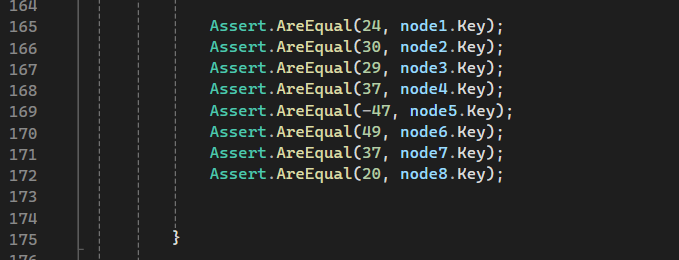 164
165 Assert.AreEqual(24, node1.Key);
166 Assert.AreEqual(30, node2.Key);
167 Assert.AreEqual(29, node3.Key);
168 Assert.AreEqual(37, node4.Key);
169 Assert.AreEqual(-47, node5.Key);
170 Assert.AreEqual(49, node6.Key);
171 Assert.AreEqual(37, node7.Key);
172 Assert.AreEqual(20, node8.Key);
173
174
175 }
176